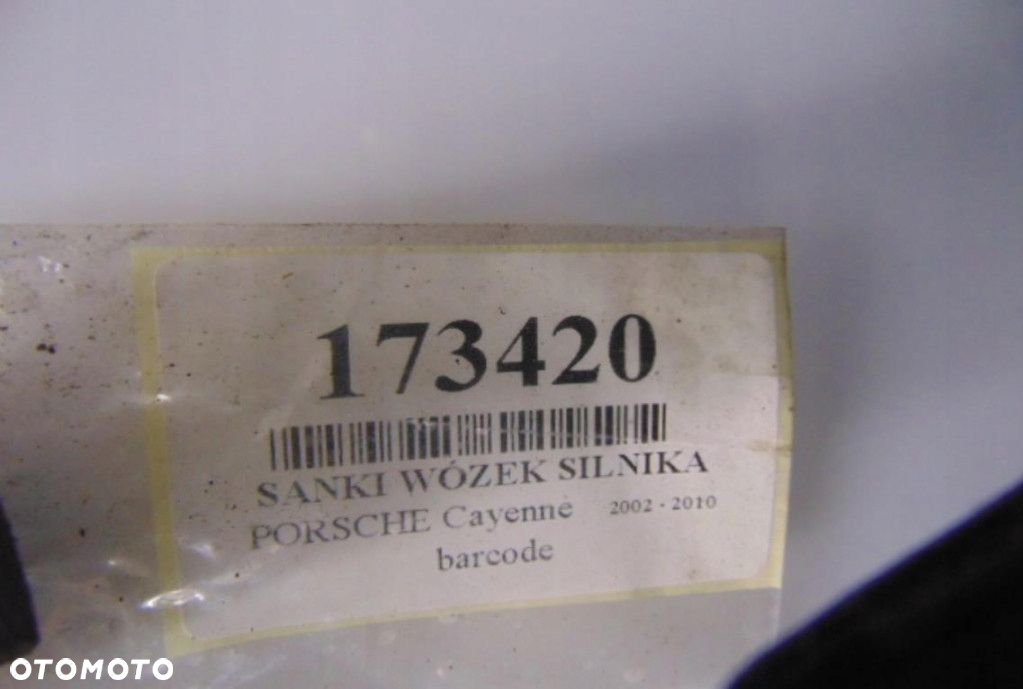 173420
SANKI WÓZEK SILNIKA
PORSCHE Cayenne 2002 - 2010
barcode
OTOMOTO